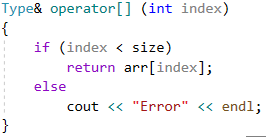 Type& operator[] (int index)
{
    if (index < size)
        return arr[index];
    else
        cout << "Error" << endl;
}